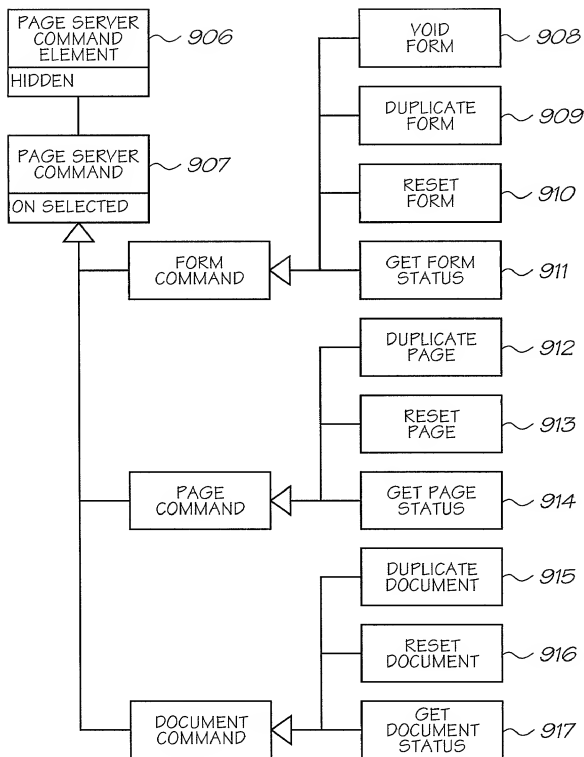 PAGE SERVER
COMMAND
ELEMENT
906
HIDDEN
PAGE SERVER
COMMAND
907
ON SELECTED
FORM
COMMAND
VOID
FORM
908
DUPLICATE
FORM
909
RESET
FORM
910
GET FORM
STATUS
911
PAGE
COMMAND
DUPLICATE
PAGE
912
RESET
PAGE
913
GET PAGE
STATUS
914
DOCUMENT
COMMAND
DUPLICATE
DOCUMENT
915
RESET
DOCUMENT
916
GET
DOCUMENT
STATUS
917